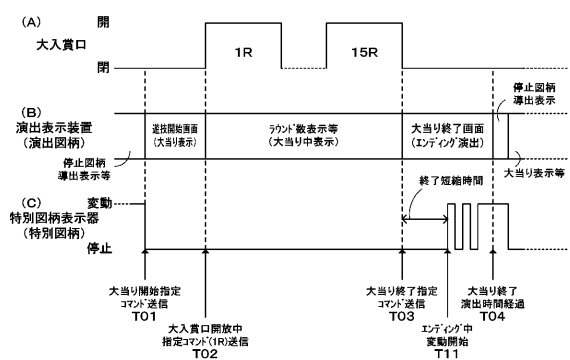 (A)
大入賞口
開
閉
1R
15R
(B)
演出表示装置
(演出図柄)
停止図柄
導出表示等
遊技開始画面
(大当り表示)
ラウンド数表示等
(大当り中表示)
大当り終了画面
(エンディング演出)
停止図柄
導出表示
大当り表示等
(C)
特別図柄表示器
(特別図柄)
変動
停止
終了短縮時間
大当り開始指定
コマンド送信
T01
大入賞口開放中
指定コマンド(1R)送信
T02
大当り終了指定
コマンド送信
T03
エンディング中
変動開始
T11
大当り終了
演出時間経過
T04